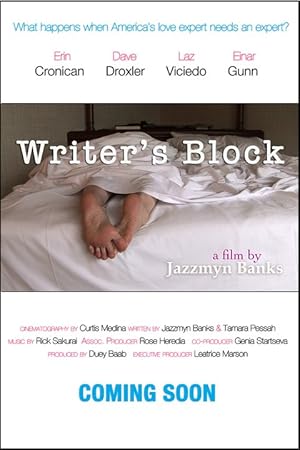 What happens when America's love expert needs an expert?
Erin Cronican
Dave Droxler
Laz Viciedo
Einar Gunn
Writer's Block
a film by
Jazzmyn Banks
CINEMATOGRAPHY BY Curtis Medina WRITTEN BY Jazzmyn Banks & Tamara Pessah
MUSIC BY Rick Sakurai ASSOC. PRODUCER Rose Heredia CO-PRODUCER Genia Startseva
PRODUCED BY Duey Baab EXECUTIVE PRODUCER Leatrice Marson
COMING SOON